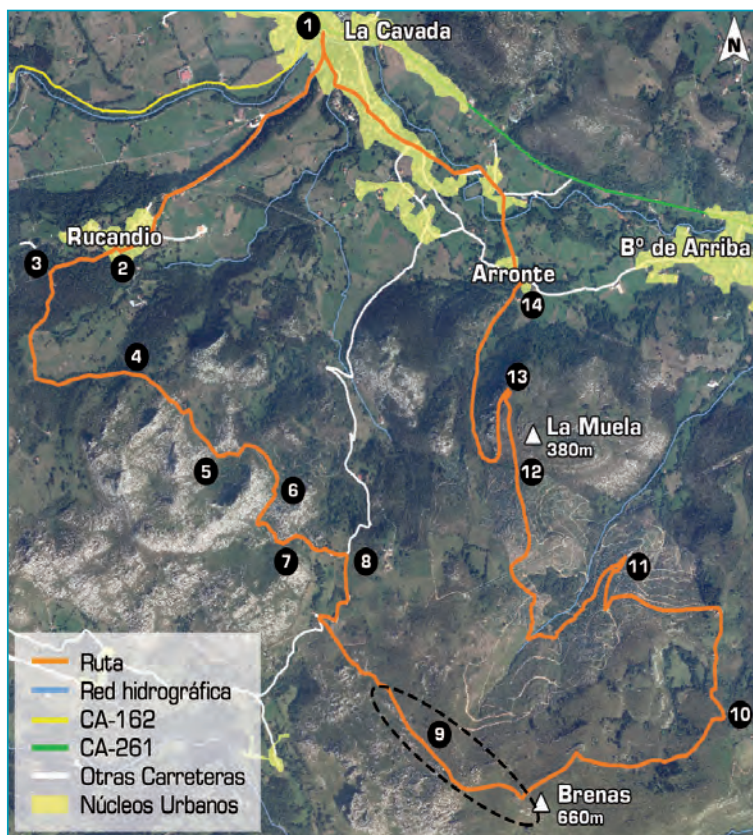 1
La Cavada
N
Rucandio
3
2
Bº de Arriba
Arronte
14
4
13
La Muela
380m
5
12
6
7
8
11
Ruta
Red hidrográfica
CA-162
CA-261
Otras Carreteras
Núcleos Urbanos
10
9
Brenas
660m